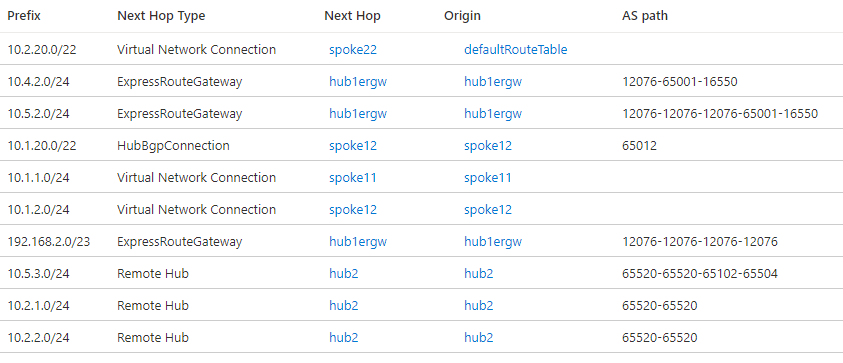 Prefix Next Hop Type Next Hop Origin AS path
10.2.20.0/22 Virtual Network Connection spoke22 defaultRouteTable
10.4.2.0/24 ExpressRouteGateway hub1ergw hub1ergw 12076-65001-16550
10.5.2.0/24 ExpressRouteGateway hub1ergw hub1ergw 12076-12076-12076-65001-16550
10.1.20.0/22 HubBgpConnection spoke12 spoke12 65012
10.1.1.0/24 Virtual Network Connection spoke11 spoke11
10.1.2.0/24 Virtual Network Connection spoke12 spoke12
192.168.2.0/23 ExpressRouteGateway hub1ergw hub1ergw 12076-12076-12076-12076
10.5.3.0/24 Remote Hub hub2 hub2 65520-65520-65102-65504
10.2.1.0/24 Remote Hub hub2 hub2 65520-65520
10.2.2.0/24 Remote Hub hub2 hub2 65520-65520